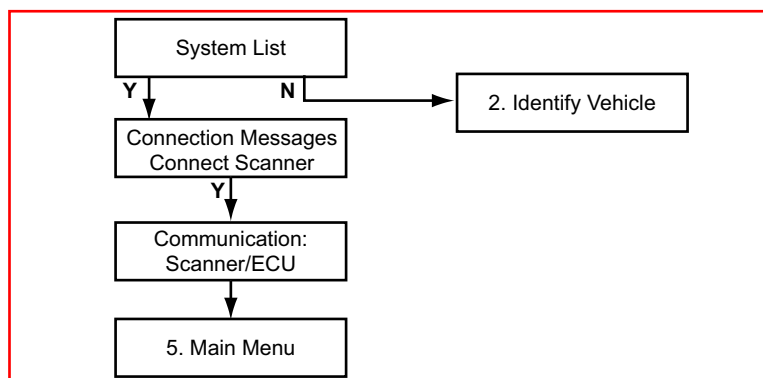 System List
Y
N
2. Identify Vehicle
Connection Messages
Connect Scanner
Y
Communication:
Scanner/ECU
5. Main Menu